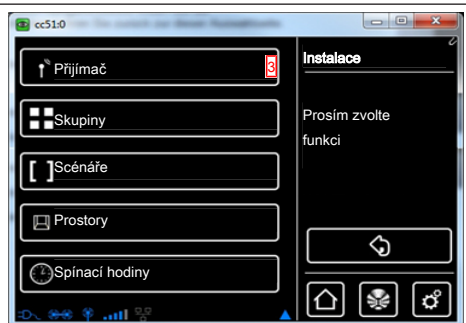 cc51:0
Přijímač
3
Skupiny
Scénáře
Prostory
Spínací hodiny
Instalace
Prosím zvolte
funkci